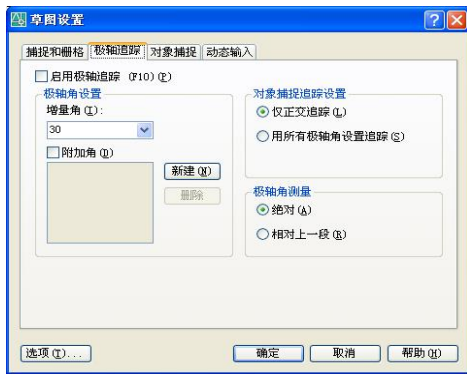 草图设置
捕捉和栅格 极轴追踪 对象捕捉 动态输入
启用极轴追踪 (F10)(P)
极轴角设置
增量角(I):
30
附加角(D)
新建(N)
删除
对象捕捉追踪设置
仅正交追踪(L)
用所有极轴角设置追踪(S)
极轴角测量
绝对(A)
相对上一段(R)
选项(T)...
确定
取消
帮助(H)